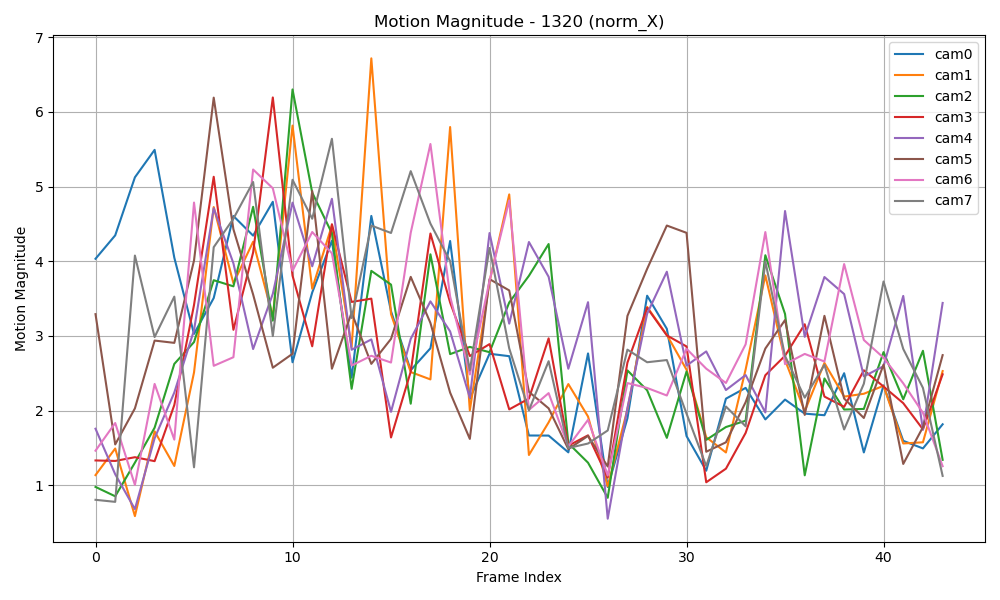 Motion Magnitude - 1320 (norm_X)
7
6
5
4
3
2
1
Motion Magnitude
0
10
20
30
40
Frame Index
cam0
cam1
cam2
cam3
cam4
cam5
cam6
cam7